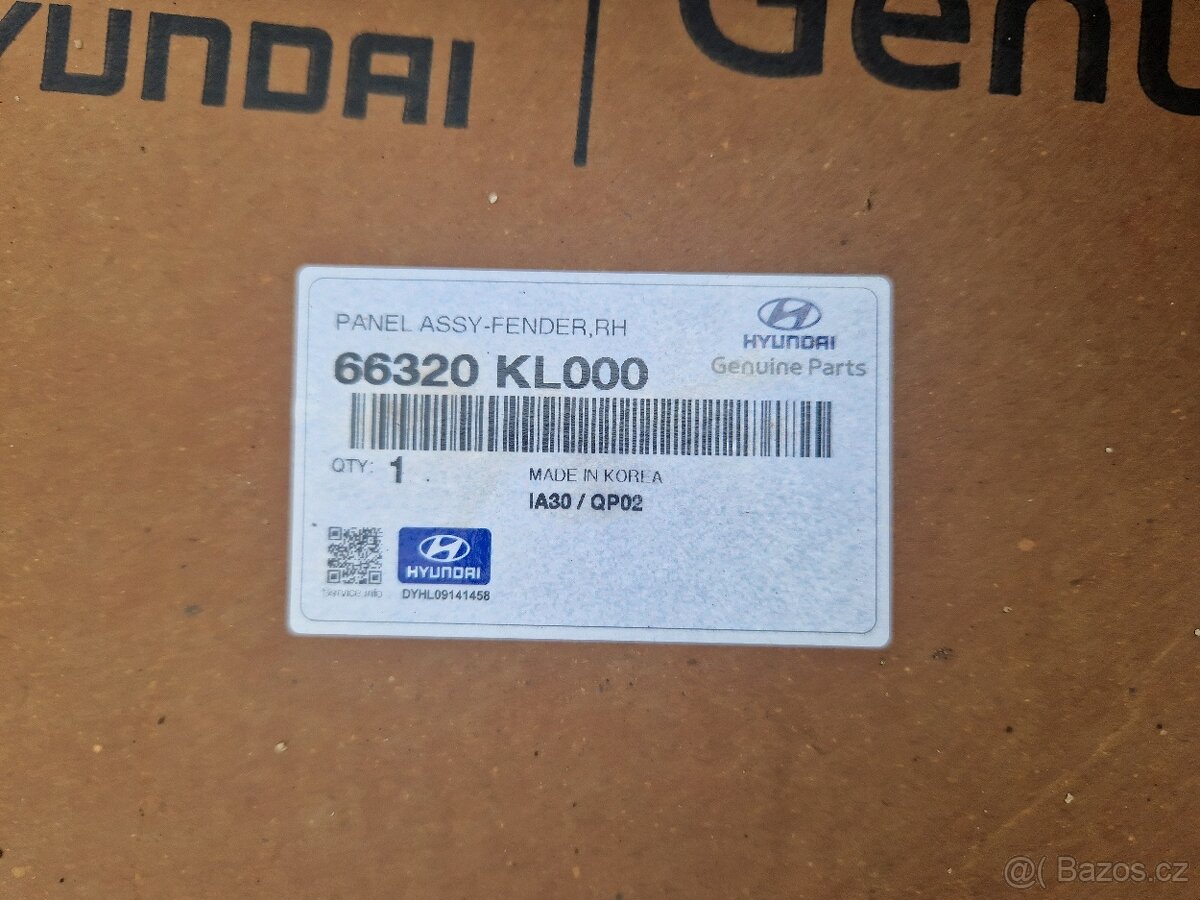 YUNDAI | Genu
PANEL ASSY-FENDER,RH
HYUNDAI
66320 KL000
Genuine Parts
QTY: 1
MADE IN KOREA
IA30 / QP02
HYUNDAI
Service info
DYHL09141458
@( Bazos.cz